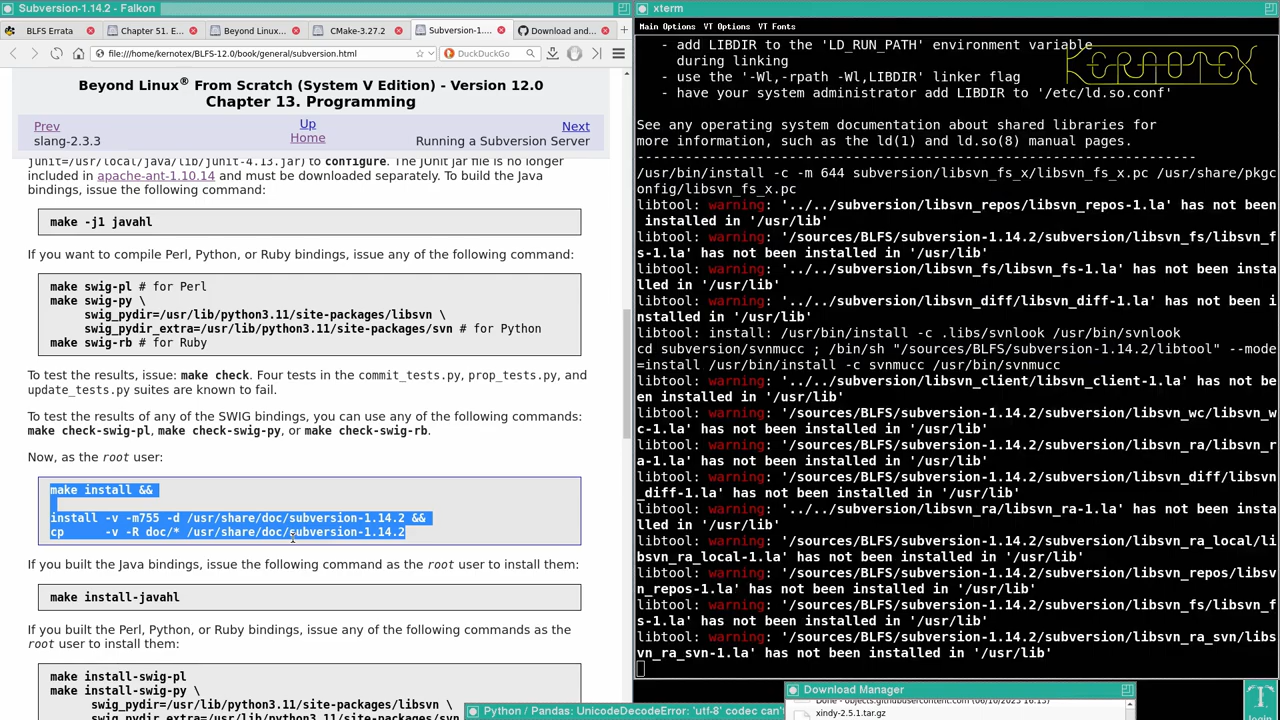 Subversion-1.14.2 - Falkon
BLFS Errata
Chapter 51. E
Beyond Linux
CMake-3.27.2
Subversion-1.
Download and
file:///home/kernotex/BLFS-12.0/book/general/subversion.html
DuckDuckGo
Beyond Linux® From Scratch (System V Edition) - Version 12.0
Chapter 13. Programming
Prev
slang-2.3.3
Up
Home
Next
Running a Subversion Server
junit=/usr/local/java/lib/junit-4.13.jar) to configure. The JUnit jar file is no longer
included in apache-ant-1.10.14 and must be downloaded separately. To build the Java
bindings, issue the following command:
make -j1 javahl
If you want to compile Perl, Python, or Ruby bindings, issue any of the following command:
make swig-pl # for Perl
make swig-py \
swig_pydir=/usr/lib/python3.11/site-packages/libsvn \
swig_pydir_extra=/usr/lib/python3.11/site-packages/svn # for Python
make swig-rb # for Ruby
To test the results, issue: make check. Four tests in the commit_tests.py, prop_tests.py, and
update_tests.py suites are known to fail.
To test the results of any of the SWIG bindings, you can use any of the following commands:
make check-swig-pl, make check-swig-py, or make check-swig-rb.
Now, as the root user:
make install &&
install -v -m755 -d /usr/share/doc/subversion-1.14.2 &&
cp -v -R doc/* /usr/share/doc/subversion-1.14.2
If you built the Java bindings, issue the following command as the root user to install them:
make install-javahl
If you built the Perl, Python, or Ruby bindings, issue any of the following commands as the
root user to install them:
make install-swig-pl
make install-swig-py \
swig_pydir=/usr/lib/python3.11/site-packages/libsvn \
swig_pydir_extra=/usr/lib/python3.11/site-packages/svn
xterm
Main Options VT Options VT Fonts
KERNOTEX
- add LIBDIR to the 'LD_RUN_PATH' environment variable
during linking
- use the '-Wl,-rpath -Wl,LIBDIR' linker flag
- have your system administrator add LIBDIR to '/etc/ld.so.conf'
See any operating system documentation about shared libraries for
more information, such as the ld(1) and ld.so(8) manual pages.
----------------------------------------------------------------------
/usr/bin/install -c -m 644 subversion/libsvn_fs_x/libsvn_fs_x.pc /usr/share/pkgc
onfig/libsvn_fs_x.pc
libtool: warning: '../../subversion/libsvn_repos/libsvn_repos-1.la' has not been
installed in '/usr/lib'
libtool: warning: '/sources/BLFS/subversion-1.14.2/subversion/libsvn_fs/libsvn_f
s-1.la' has not been installed in '/usr/lib'
libtool: warning: '../../subversion/libsvn_fs/libsvn_fs-1.la' has not been insta
lled in '/usr/lib'
libtool: warning: '../../subversion/libsvn_diff/libsvn_diff-1.la' has not been i
nstalled in '/usr/lib'
libtool: install: /usr/bin/install -c .libs/svnlook /usr/bin/svnlook
cd subversion/svnmucc ; /bin/sh "/sources/BLFS/subversion-1.14.2/libtool" --mode
=install /usr/bin/install -c svnmucc /usr/bin/svnmucc
libtool: warning: '../../subversion/libsvn_client/libsvn_client-1.la' has not be
en installed in '/usr/lib'
libtool: warning: '/sources/BLFS/subversion-1.14.2/subversion/libsvn_wc/libsvn_w
c-1.la' has not been installed in '/usr/lib'
libtool: warning: '/sources/BLFS/subversion-1.14.2/subversion/libsvn_ra/libsvn_r
a-1.la' has not been installed in '/usr/lib'
libtool: warning: '/sources/BLFS/subversion-1.14.2/subversion/libsvn_diff/libsvn
_diff-1.la' has not been installed in '/usr/lib'
libtool: warning: '../../subversion/libsvn_ra/libsvn_ra-1.la' has not been insta
lled in '/usr/lib'
libtool: warning: '/sources/BLFS/subversion-1.14.2/subversion/libsvn_ra_local/li
bsvn_ra_local-1.la' has not been installed in '/usr/lib'
libtool: warning: '/sources/BLFS/subversion-1.14.2/subversion/libsvn_repos/libsv
n_repos-1.la' has not been installed in '/usr/lib'
libtool: warning: '/sources/BLFS/subversion-1.14.2/subversion/libsvn_fs/libsvn_f
s-1.la' has not been installed in '/usr/lib'
libtool: warning: '/sources/BLFS/subversion-1.14.2/subversion/libsvn_ra_svn/libs
vn_ra_svn-1.la' has not been installed in '/usr/lib'
Python / Pandas: UnicodeDecodeError: 'utf-8' codec can't
Download Manager
Done - objects.githubusercontent.com
xindy-2.5.1.tar.gz